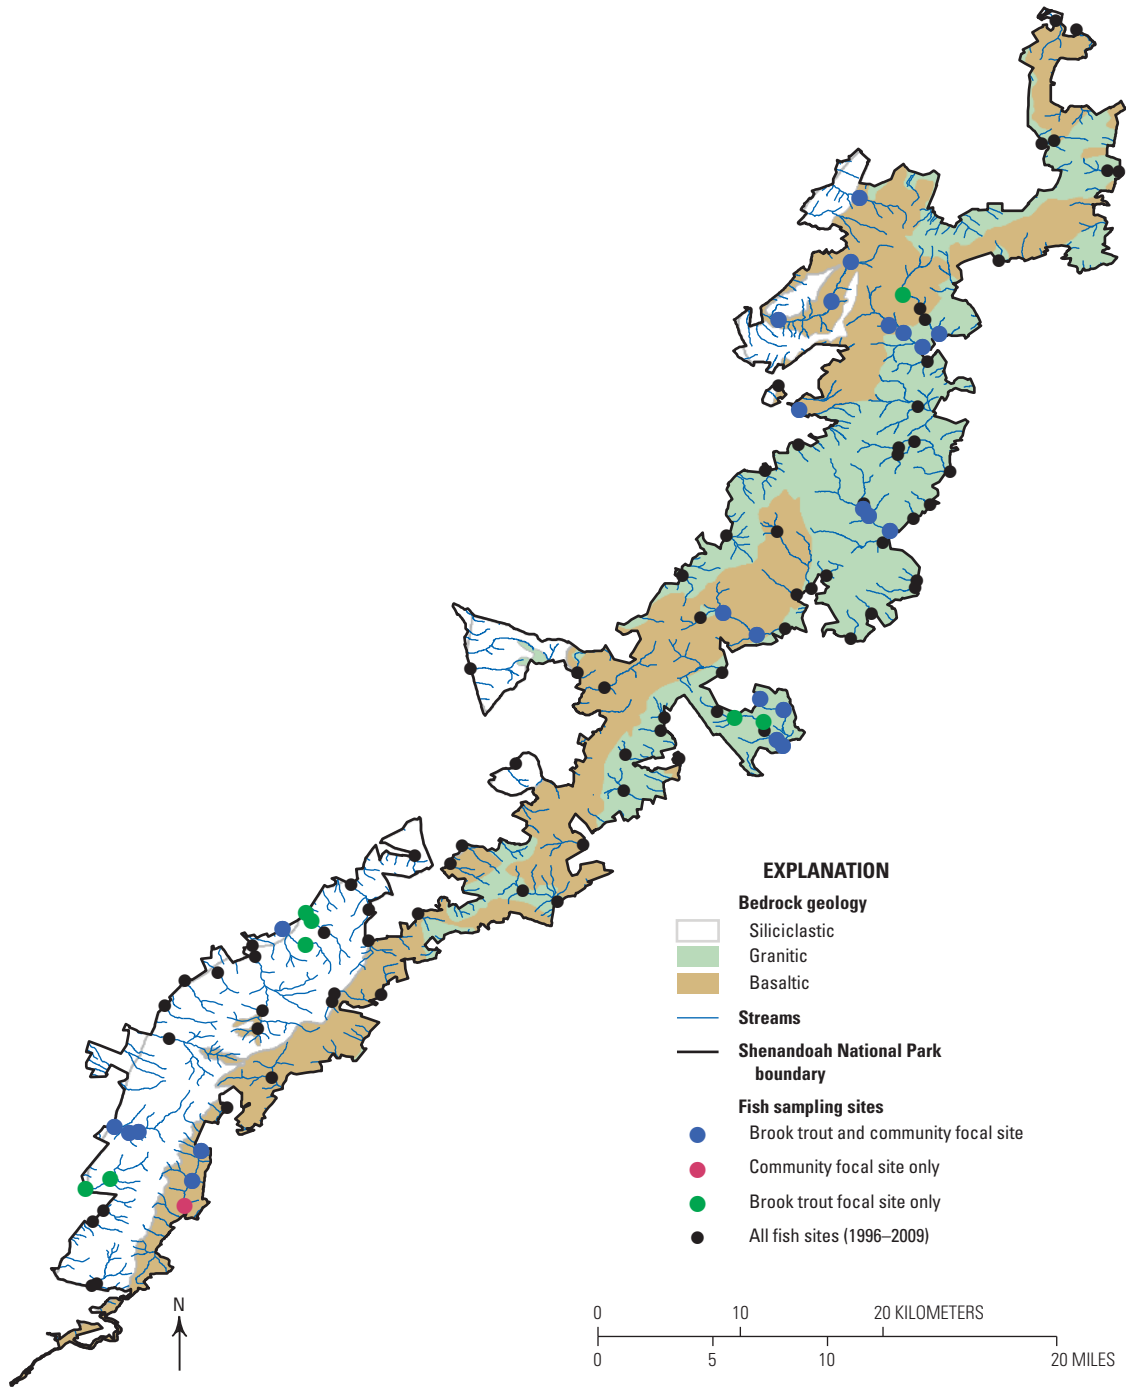 EXPLANATION
Bedrock geology
Siliciclastic
Granitic
Basaltic
Streams
Shenandoah National Park
boundary
Fish sampling sites
Brook trout and community focal site
Community focal site only
Brook trout focal site only
All fish sites (1996–2009)
N
0 10 20 KILOMETERS
0 5 10 20 MILES